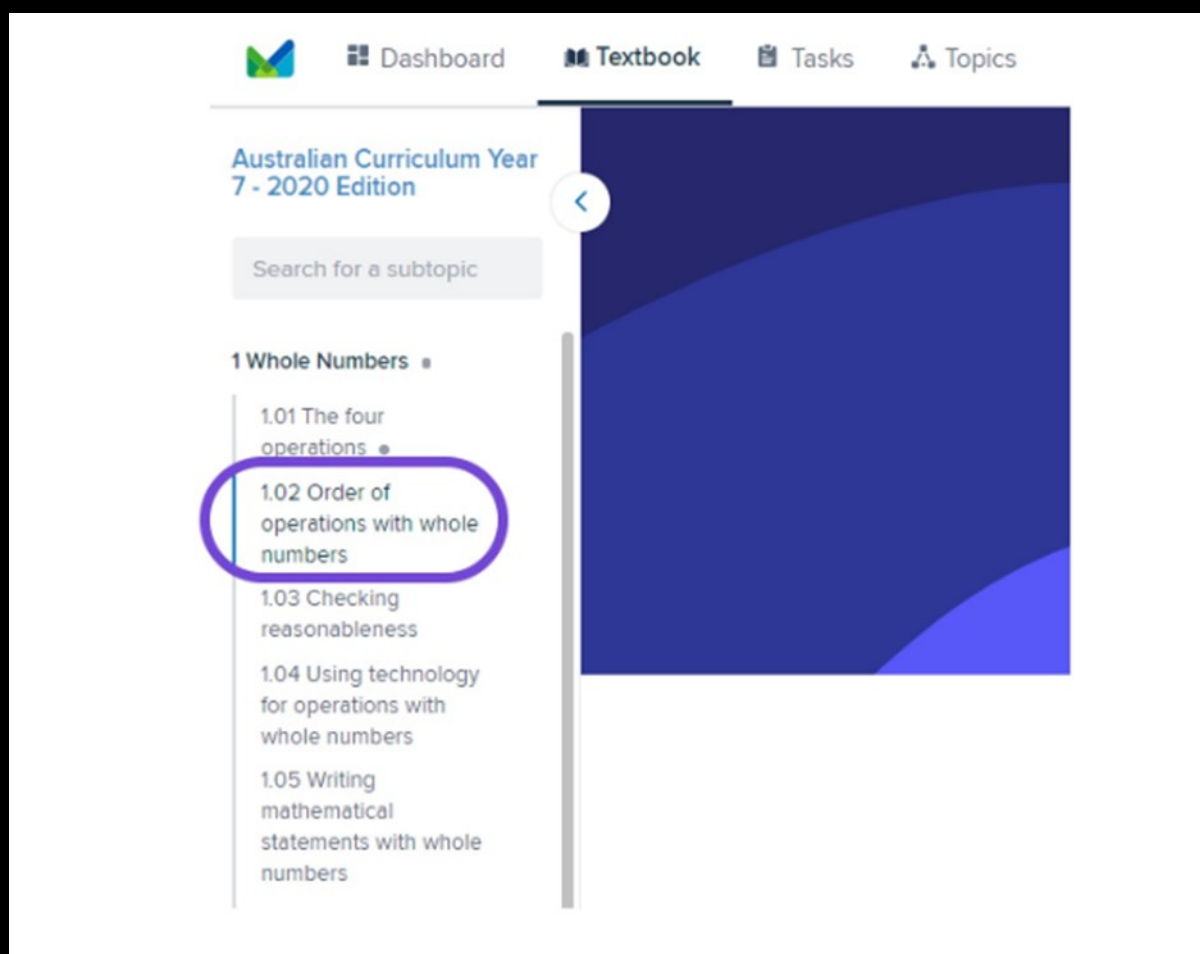 Dashboard Textbook Tasks Topics
Australian Curriculum Year
7 - 2020 Edition
Search for a subtopic
1 Whole Numbers
1.01 The four
operations
1.02 Order of
operations with whole
numbers
1.03 Checking
reasonableness
1.04 Using technology
for operations with
whole numbers
1.05 Writing
mathematical
statements with whole
numbers